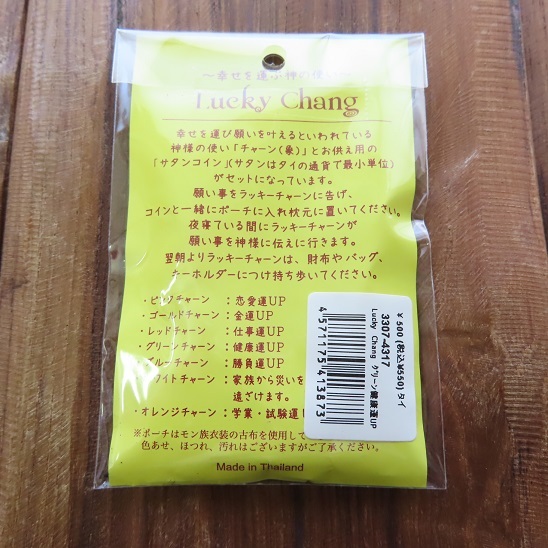 ～幸せを運ぶ神の使い～
Lucky Chang
幸せを運び願いを叶えるといわれている
神様の使い「チャーン(象)」とお供え用の
「サタンコイン」(サタンはタイの通貨で最小単位)
がセットになっています。
願い事をラッキーチャーンに告げ、
コインと一緒にポーチに入れ枕元に置いてください。
夜寝ている間にラッキーチャーンが
願い事を神様に伝えに行きます。
翌朝よりラッキーチャーンは、財布やバッグ、
キーホルダーにつけ持ち歩いてください。
・ピンクチャーン：恋愛運UP
・ゴールドチャーン：金運UP
・レッドチャーン：仕事運UP
・グリーンチャーン：健康運UP
・ブルーチャーン：勝負運UP
・ホワイトチャーン：家族から災いを
遠ざけます。
・オレンジチャーン：学業・試験運
※ポーチはモン族衣装の古布を使用して
色あせ、ほつれ、汚れはございますがご了承ください。
Made in Thailand
¥500 (税込¥550) タイ
3307-4317
Lucky Chang グリーン健康運UP
4571175413873